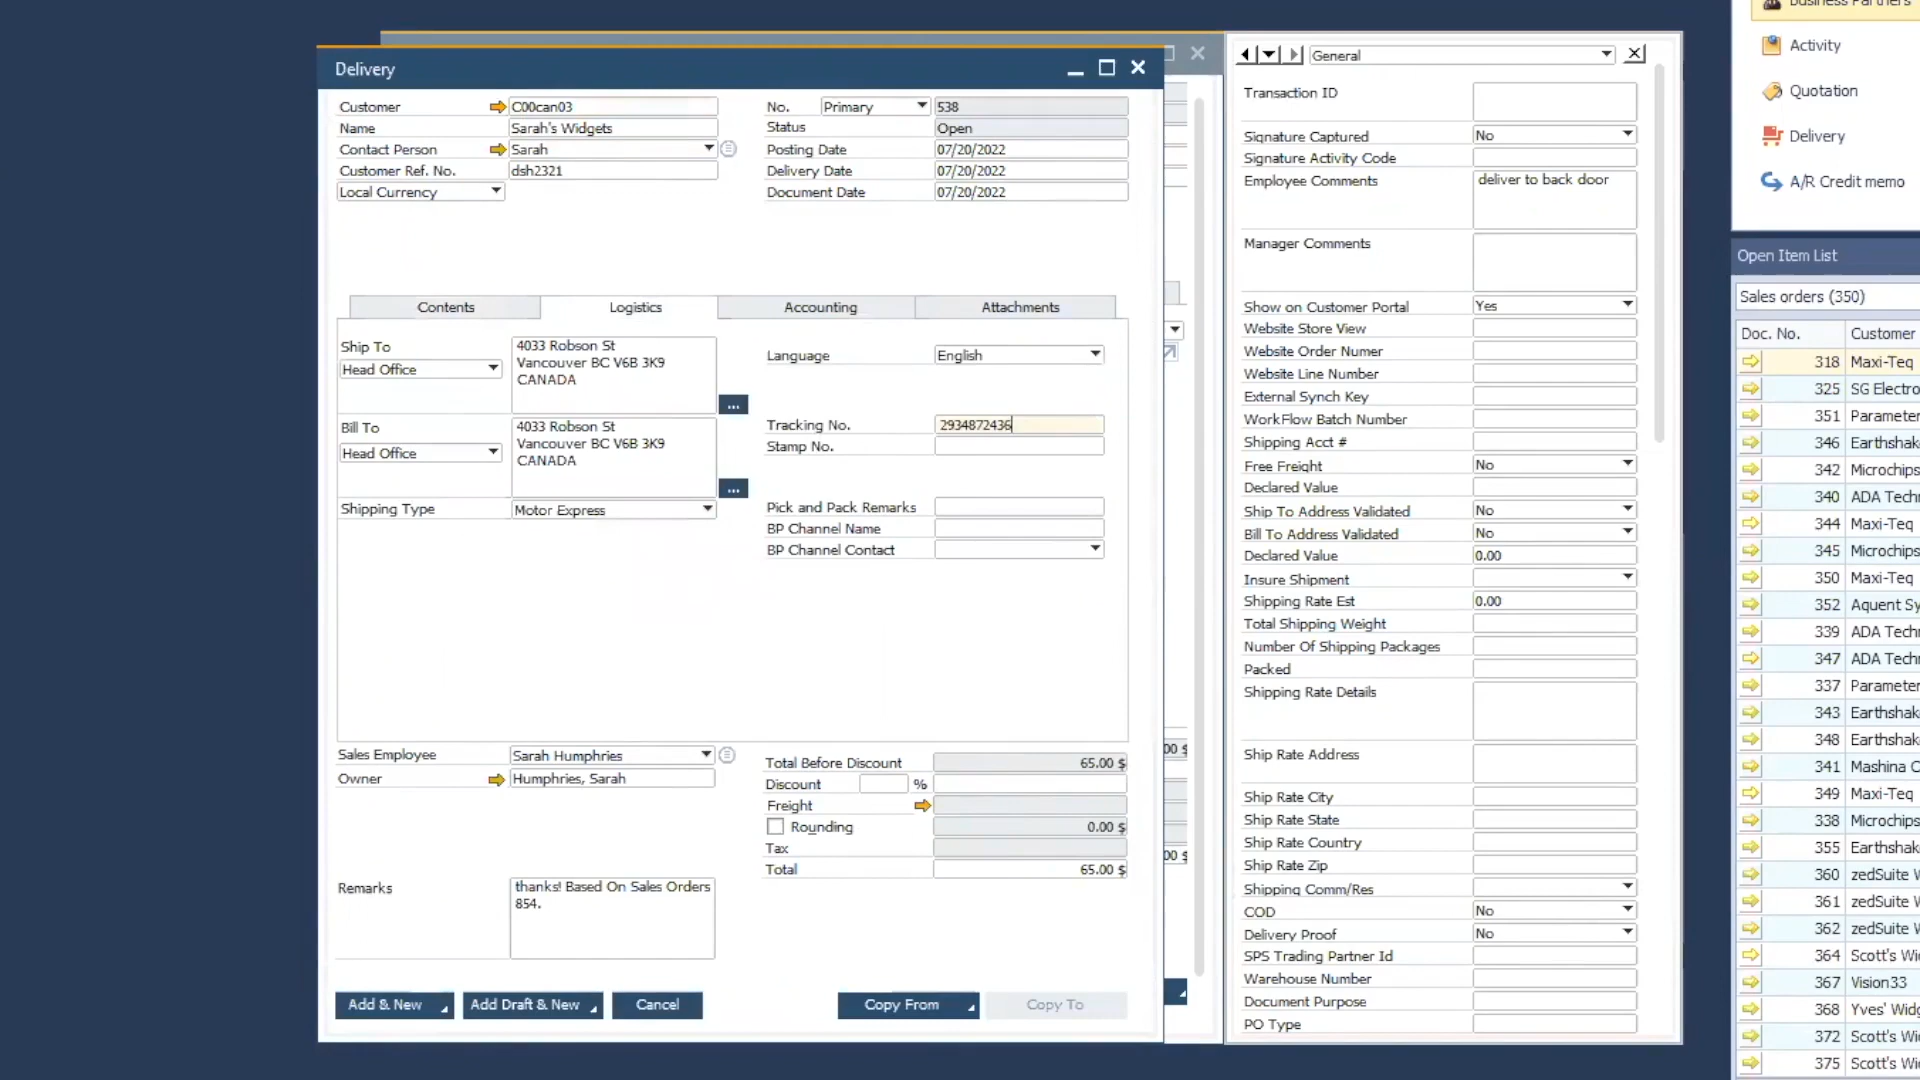 Delivery
Customer C00can03
Name Sarah's Widgets
Contact Person Sarah
Customer Ref. No. dsh2321
Local Currency
No. Primary 538
Status Open
Posting Date 07/20/2022
Delivery Date 07/20/2022
Document Date 07/20/2022
Contents Logistics Accounting Attachments
Ship To
Head Office
4033 Robson St
Vancouver BC V6B 3K9
CANADA
...
Bill To
Head Office
4033 Robson St
Vancouver BC V6B 3K9
CANADA
...
Shipping Type Motor Express
Language English
Tracking No. 2934872436
Stamp No.
Pick and Pack Remarks
BP Channel Name
BP Channel Contact
Sales Employee Sarah Humphries
Owner Humphries, Sarah
Total Before Discount 65.00 $
Discount %
Freight
Rounding 0.00 $
Tax
Total 65.00 $
Remarks
thanks! Based On Sales Orders
854.
Add & New Add Draft & New Cancel Copy From Copy To
00 $
00 $
General
Transaction ID
Signature Captured No
Signature Activity Code
Employee Comments deliver to back door
Manager Comments
Show on Customer Portal Yes
Website Store View
Website Order Numer
Website Line Number
External Synch Key
WorkFlow Batch Number
Shipping Acct #
Free Freight No
Declared Value
Ship To Address Validated No
Bill To Address Validated No
Declared Value 0.00
Insure Shipment
Shipping Rate Est 0.00
Total Shipping Weight
Number Of Shipping Packages
Packed
Shipping Rate Details
Ship Rate Address
Ship Rate City
Ship Rate State
Ship Rate Country
Ship Rate Zip
Shipping Comm/Res
COD No
Delivery Proof No
SPS Trading Partner Id
Warehouse Number
Document Purpose
PO Type
Business Partners
Activity
Quotation
Delivery
A/R Credit memo
Open Item List
Sales orders (350)
Doc. No. Customer
318 Maxi-Teq
325 SG Electro
351 Parameter
346 Earthshak
342 Microchips
340 ADA Techn
344 Maxi-Teq
345 Microchips
350 Maxi-Teq
352 Aquent Sy
339 ADA Techn
347 ADA Techn
337 Parameter
343 Earthshak
348 Earthshak
341 Mashina C
349 Maxi-Teq
338 Microchips
355 Earthshak
360 zedSuite W
361 zedSuite W
362 zedSuite W
364 Scott's Wi
367 Vision33
368 Yves' Widg
372 Scott's Wi
375 Scott's Wi